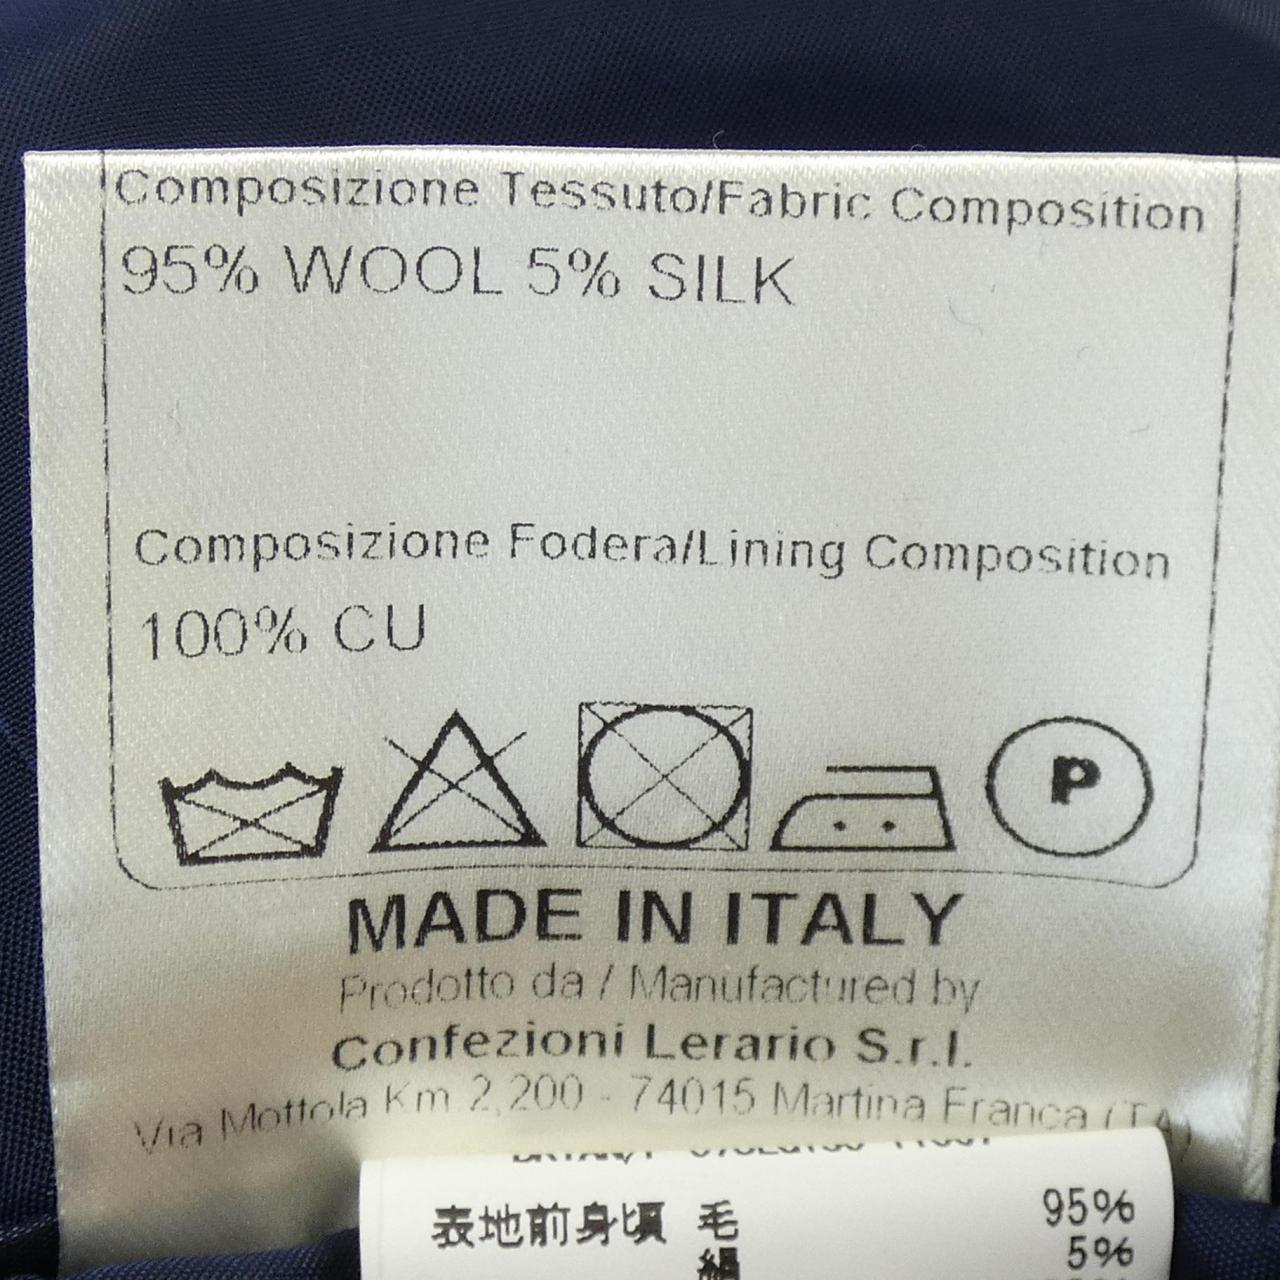 Composizione Tessuto/Fabric Composition
95% WOOL 5% SILK
Composizione Fodera/Lining Composition
100% CU
P
MADE IN ITALY
Prodotto da / Manufactured by
Confezioni Lerario S.r.l.
Via Mottola Km 2,200 - 74015 Martina Franca (TA)
表地前身頃 毛 95%
絹 5%